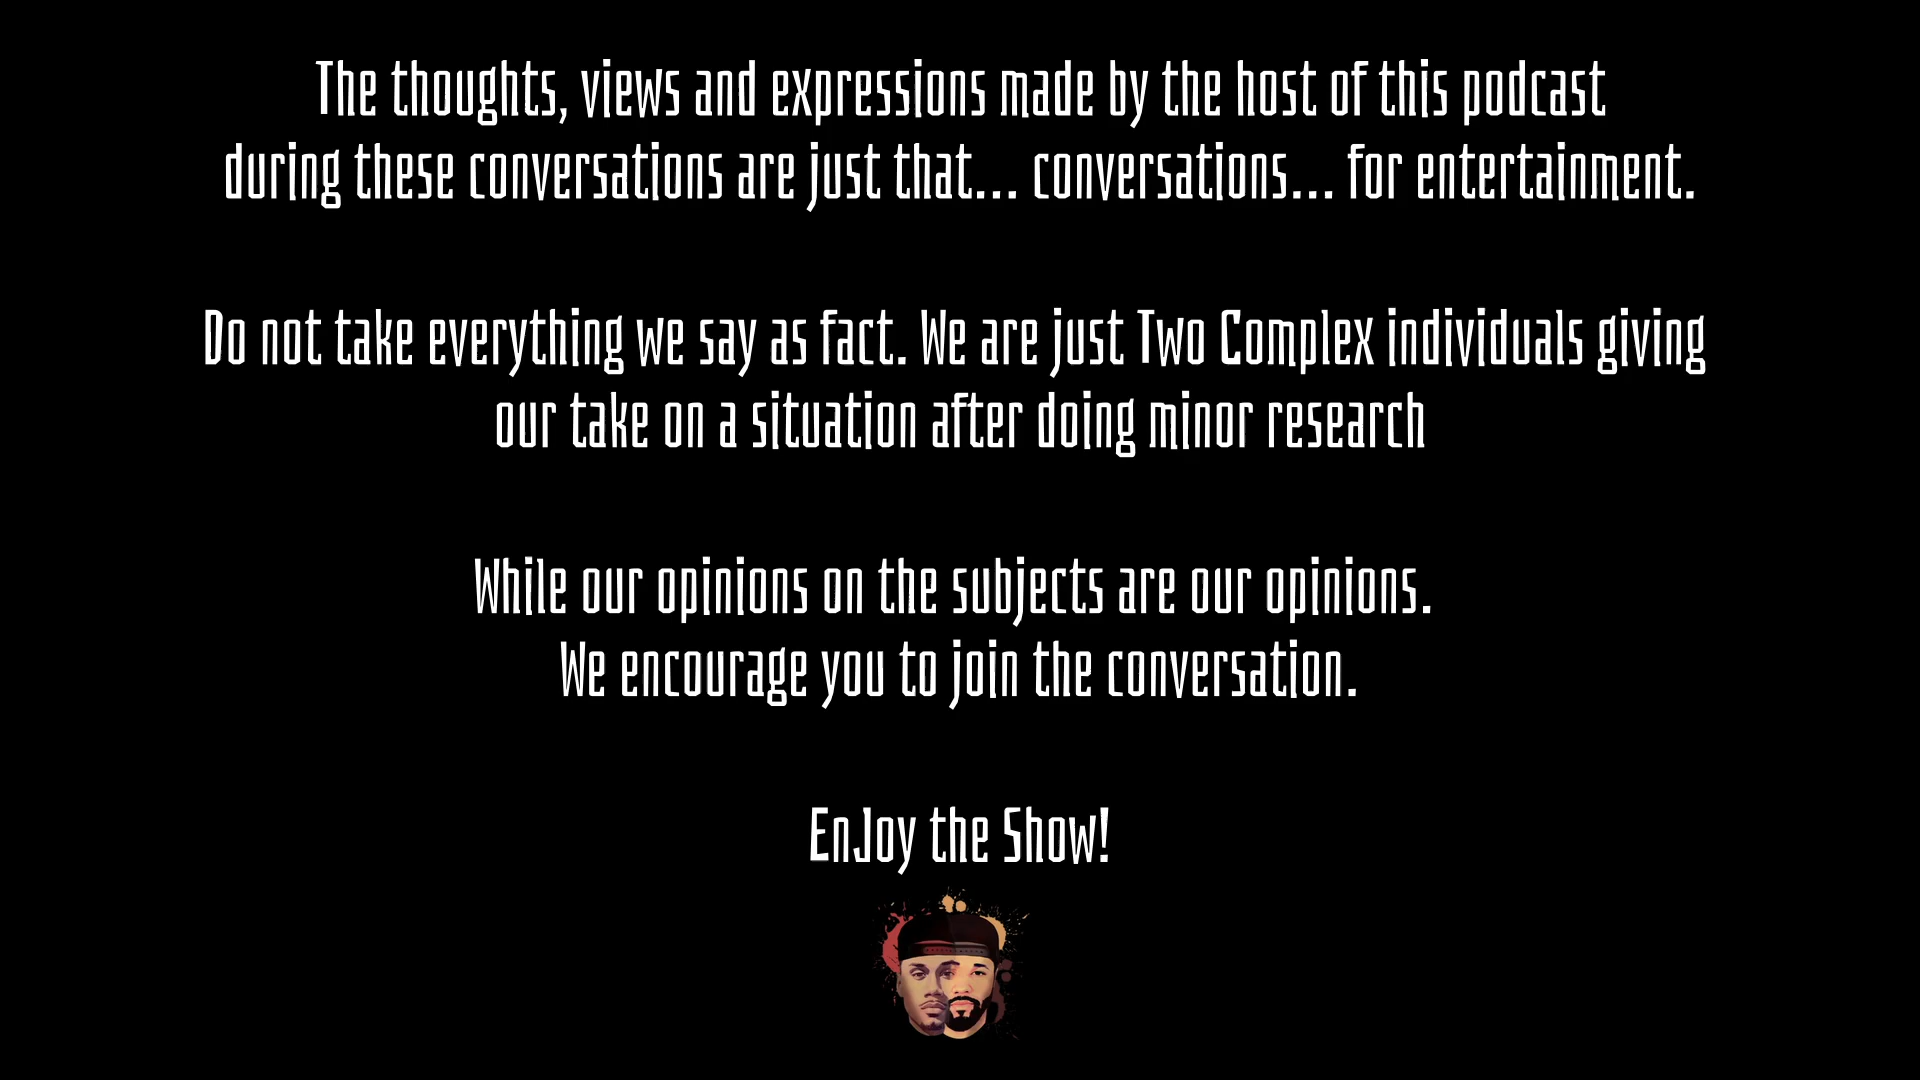 The thoughts, views and expressions made by the host of this podcast
during these conversations are just that... conversations... for entertainment.
Do not take everything we say as fact. We are just Two Complex individuals giving
our take on a situation after doing minor research
While our opinions on the subjects are our opinions.
We encourage you to join the conversation.
EnJoy the Show!